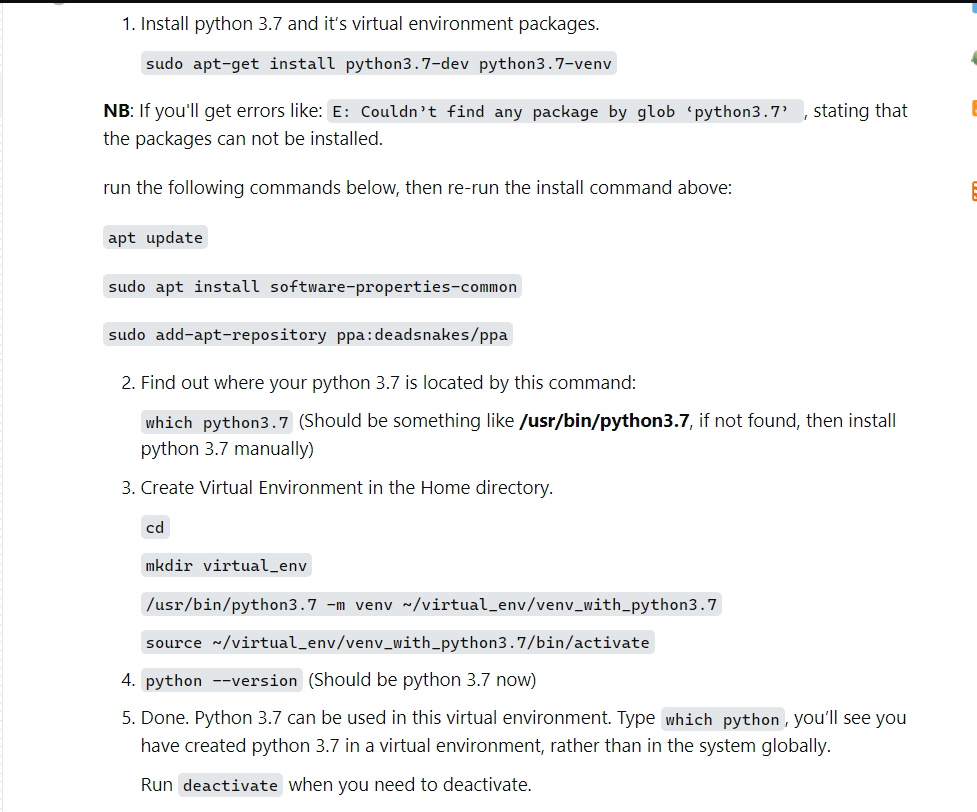 1. Install python 3.7 and it's virtual environment packages.
sudo apt-get install python3.7-dev python3.7-venv
NB: If you'll get errors like: E: Couldn’t find any package by glob ‘python3.7’ , stating that
the packages can not be installed.
run the following commands below, then re-run the install command above:
apt update
sudo apt install software-properties-common
sudo add-apt-repository ppa:deadsnakes/ppa
2. Find out where your python 3.7 is located by this command:
which python3.7 (Should be something like /usr/bin/python3.7, if not found, then install
python 3.7 manually)
3. Create Virtual Environment in the Home directory.
cd
mkdir virtual_env
/usr/bin/python3.7 -m venv ~/virtual_env/venv_with_python3.7
source ~/virtual_env/venv_with_python3.7/bin/activate
4. python --version (Should be python 3.7 now)
5. Done. Python 3.7 can be used in this virtual environment. Type which python, you'll see you
have created python 3.7 in a virtual environment, rather than in the system globally.
Run deactivate when you need to deactivate.